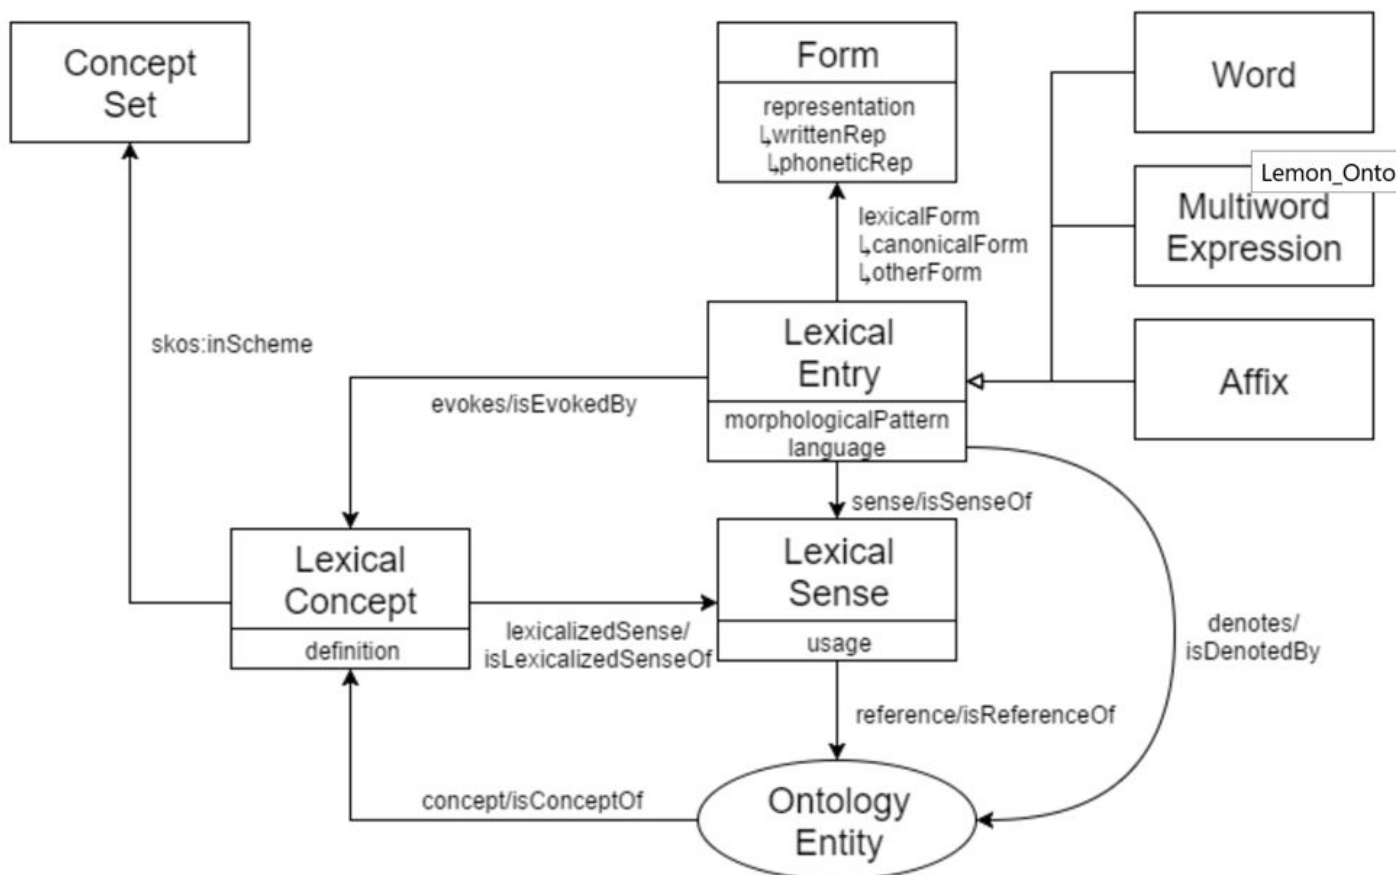 Concept
Set
Form
representation
↳writtenRep
↳phoneticRep
Word
Lemon_Onto
Multiword
Expression
lexicalForm
↳canonicalForm
↳otherForm
Affix
skos:inScheme
Lexical
Entry
morphologicalPattern
language
evokes/isEvokedBy
sense/isSenseOf
Lexical
Concept
definition
lexicalizedSense/
isLexicalizedSenseOf
Lexical
Sense
usage
denotes/
isDenotedBy
reference/isReferenceOf
concept/isConceptOf
Ontology
Entity